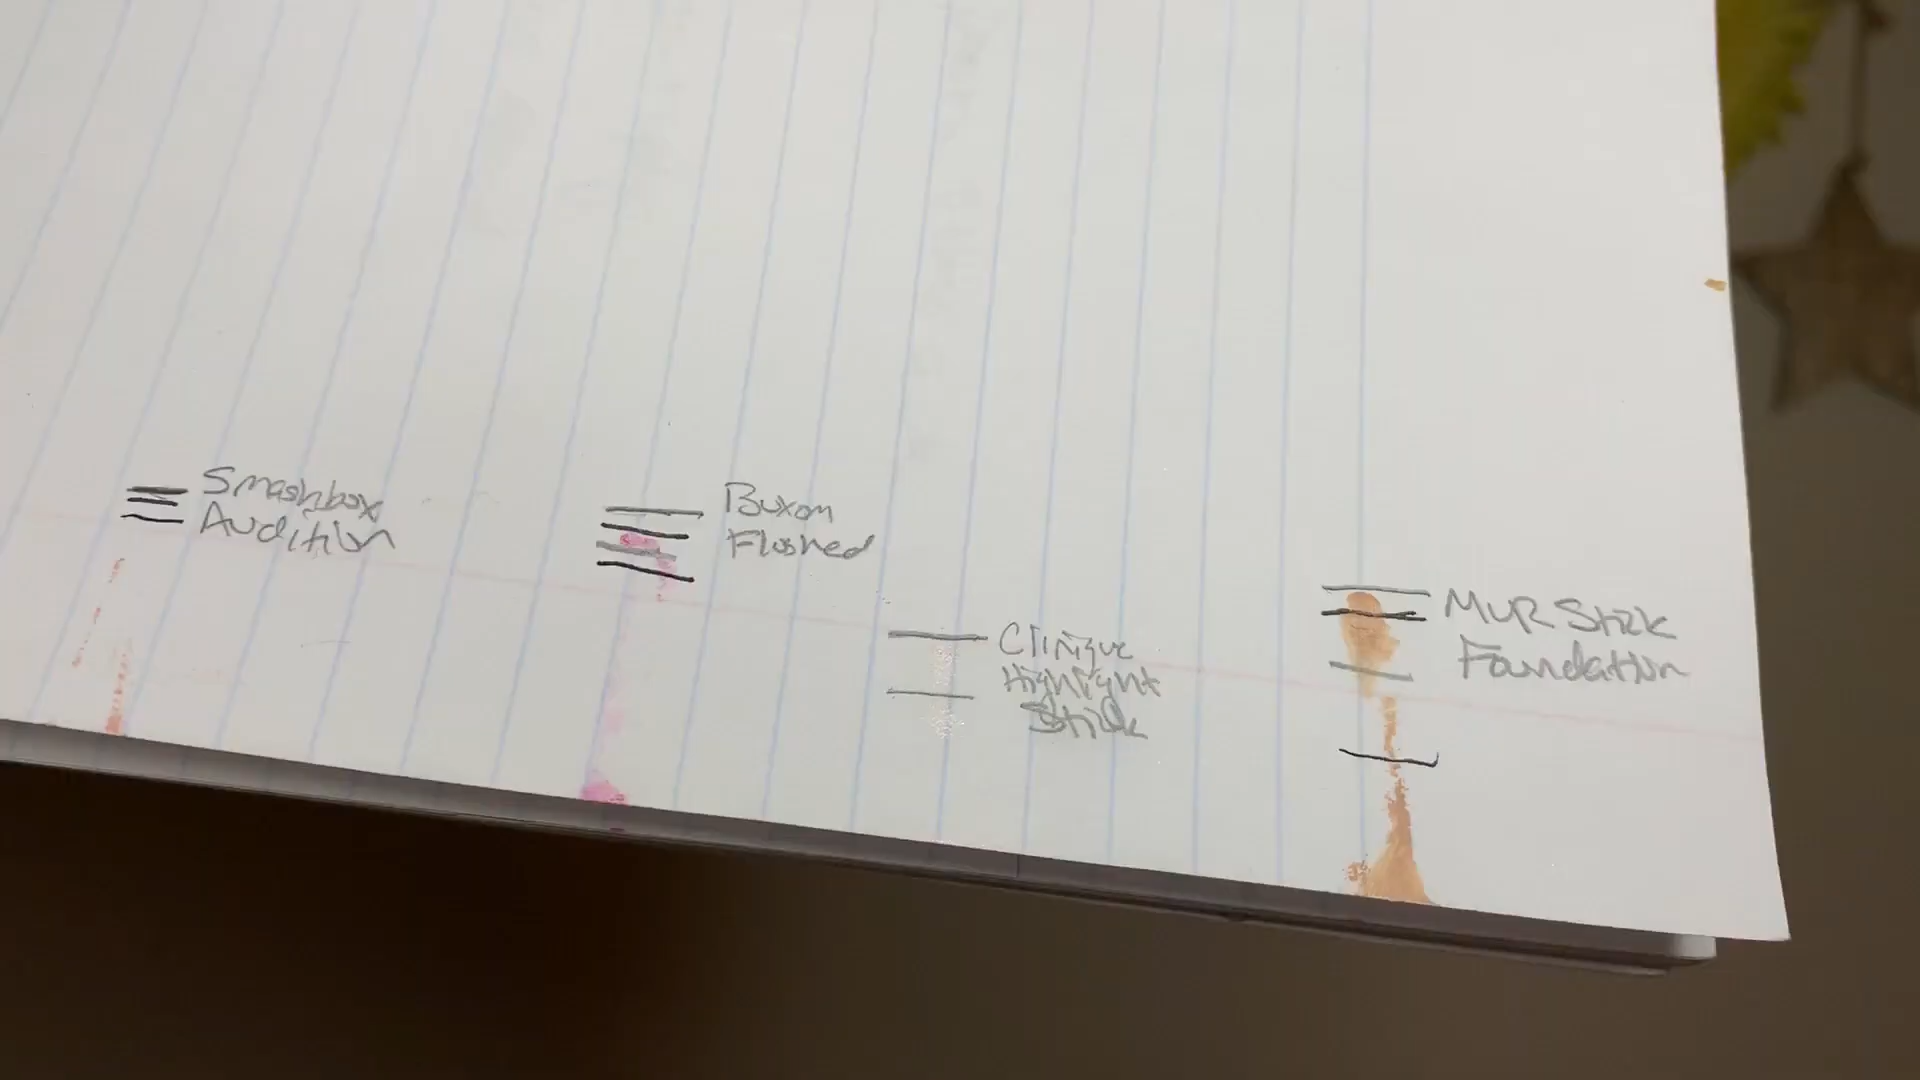 Smashbox
Audition
Buxom
Flushed
Clinique
Highlight
Stick
MUR Stick
Foundation